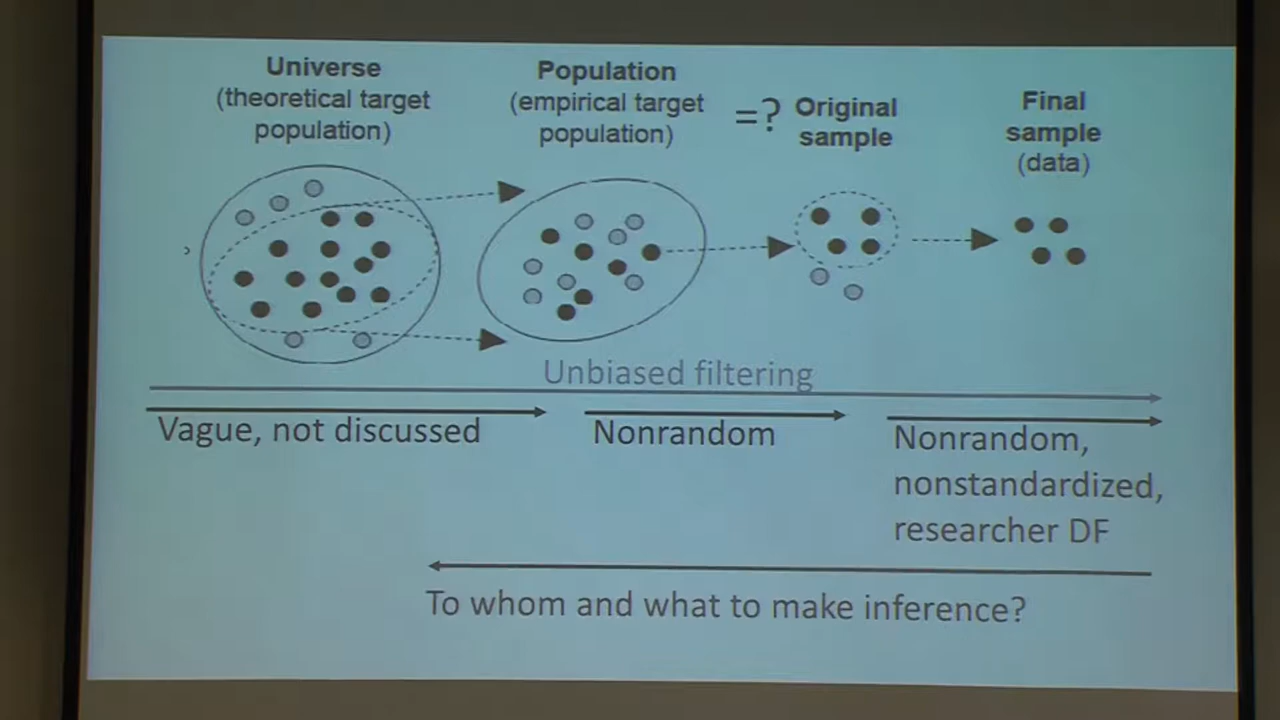 Universe
(theoretical target
population)
Population
(empirical target
population)
=?
Original
sample
Final
sample
(data)
Unbiased filtering
Vague, not discussed
Nonrandom
Nonrandom,
nonstandardized,
researcher DF
To whom and what to make inference?